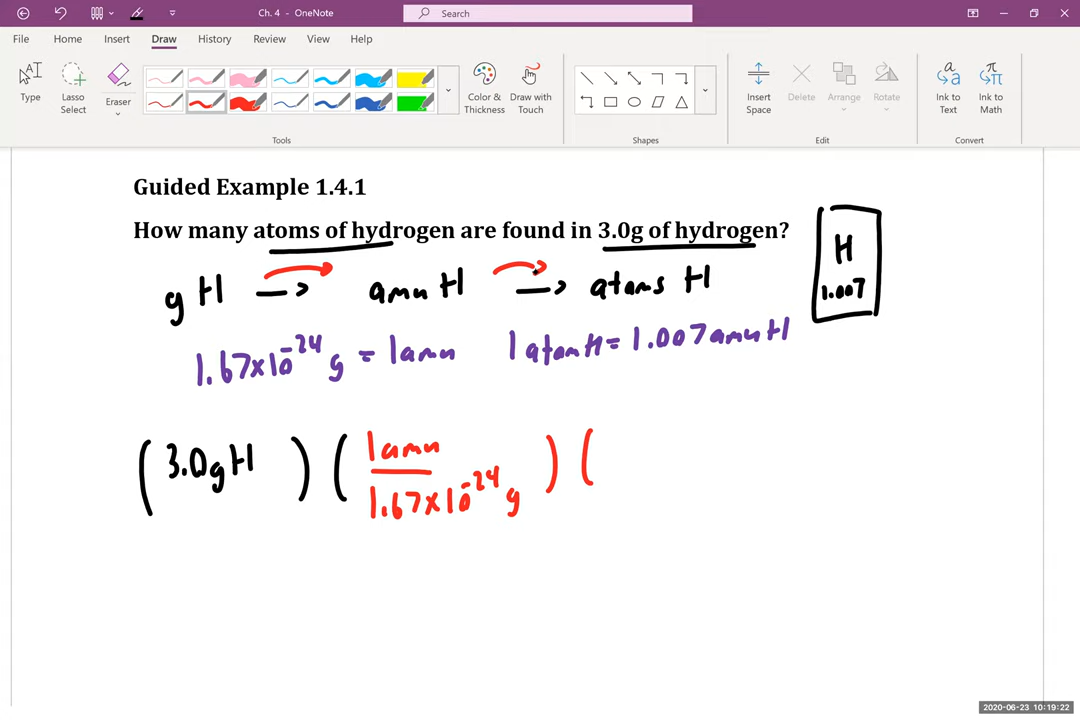 Ch. 4 - OneNote
Search
File Home Insert Draw History Review View Help
Type
Lasso Select
Eraser
Color & Thickness
Draw with Touch
Insert Space
Delete
Arrange
Rotate
Ink to Text
Ink to Math
Tools
Shapes
Edit
Convert
Guided Example 1.4.1
How many atoms of hydrogen are found in 3.0g of hydrogen?
H
1.007
g H → amu H → atoms H
1.67x10^-24 g = 1amu 1 atom H = 1.007 amu H
(3.0g H) (1amu / 1.67x10^-24 g) (
2020-06-23 10:19:22